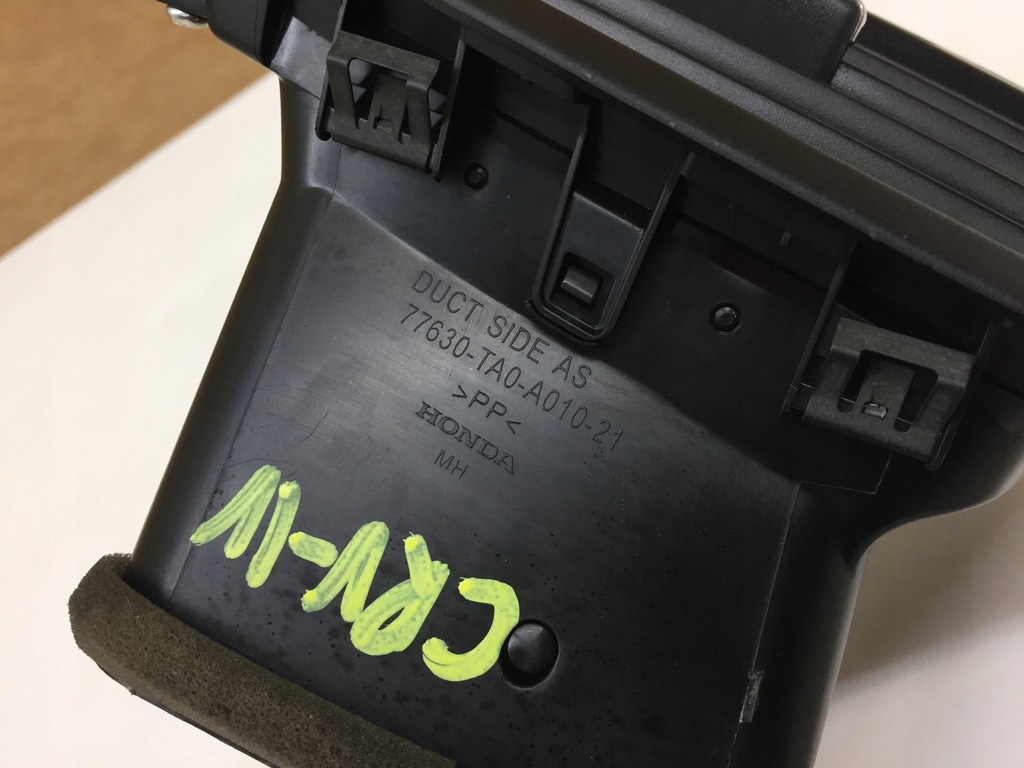 DUCT SIDE AS
77630-TA0-A010-21
>PP<
HONDA
MH
CRV-IV